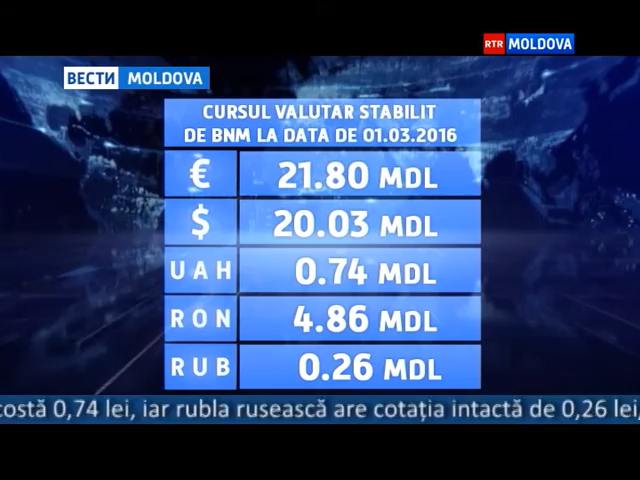 RTR MOLDOVA
ВЕСТИ MOLDOVA
CURSUL VALUTAR STABILIT
DE BNM LA DATA DE 01.03.2016
€ 21.80 MDL
$ 20.03 MDL
UAH 0.74 MDL
RON 4.86 MDL
RUB 0.26 MDL
costă 0,74 lei, iar rubla rusească are cotația intactă de 0,26 lei,